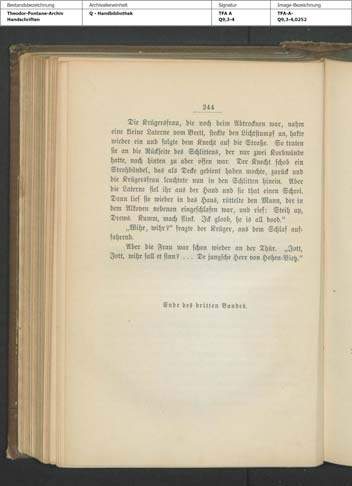 Bestandsbezeichnung
Theodor-Fontane-Archiv
Handschriften
Archivalieneinheit
Q - Handbibliothek
Signatur
TFA A
Q9,3-4
Image-Bezeichnung
TFA-A-
Q9,3-4,0252
244
Die Krügersfrau, die noch beim Abtrocknen war, nahm
eine kleine Laterne vom Brett, steckte den Lichtstumpf an, hakte
wieder ein und folgte dem Knecht auf die Straße. So traten
sie an die Rückseite des Schlittens, der nur zwei Korbwände
hatte, nach hinten zu aber offen war. Der Knecht schob ein
Strohbündel, das als Decke gedient haben mochte, zurück und
die Krügersfrau leuchtete nun in den Schlitten hinein. Aber
die Laterne fiel ihr aus der Hand und sie that einen Schrei.
Dann lief sie wieder in das Haus, rüttelte den Mann, der in
dem Alkoven nebenan eingeschlafen war, und rief: Steih up,
Drews. Kumm, mach flink. Ick gloob, he is all dood.“
„Wihr, wihr?“ fragte der Krüger, aus dem Schlaf auf-
fahrend.
Aber die Frau war schon wieder an der Thür. „Jott,
Jott, wihr sall et sinn? . . . De jungsche Herr von Hohen-Vietz.“
Ende des dritten Bandes.